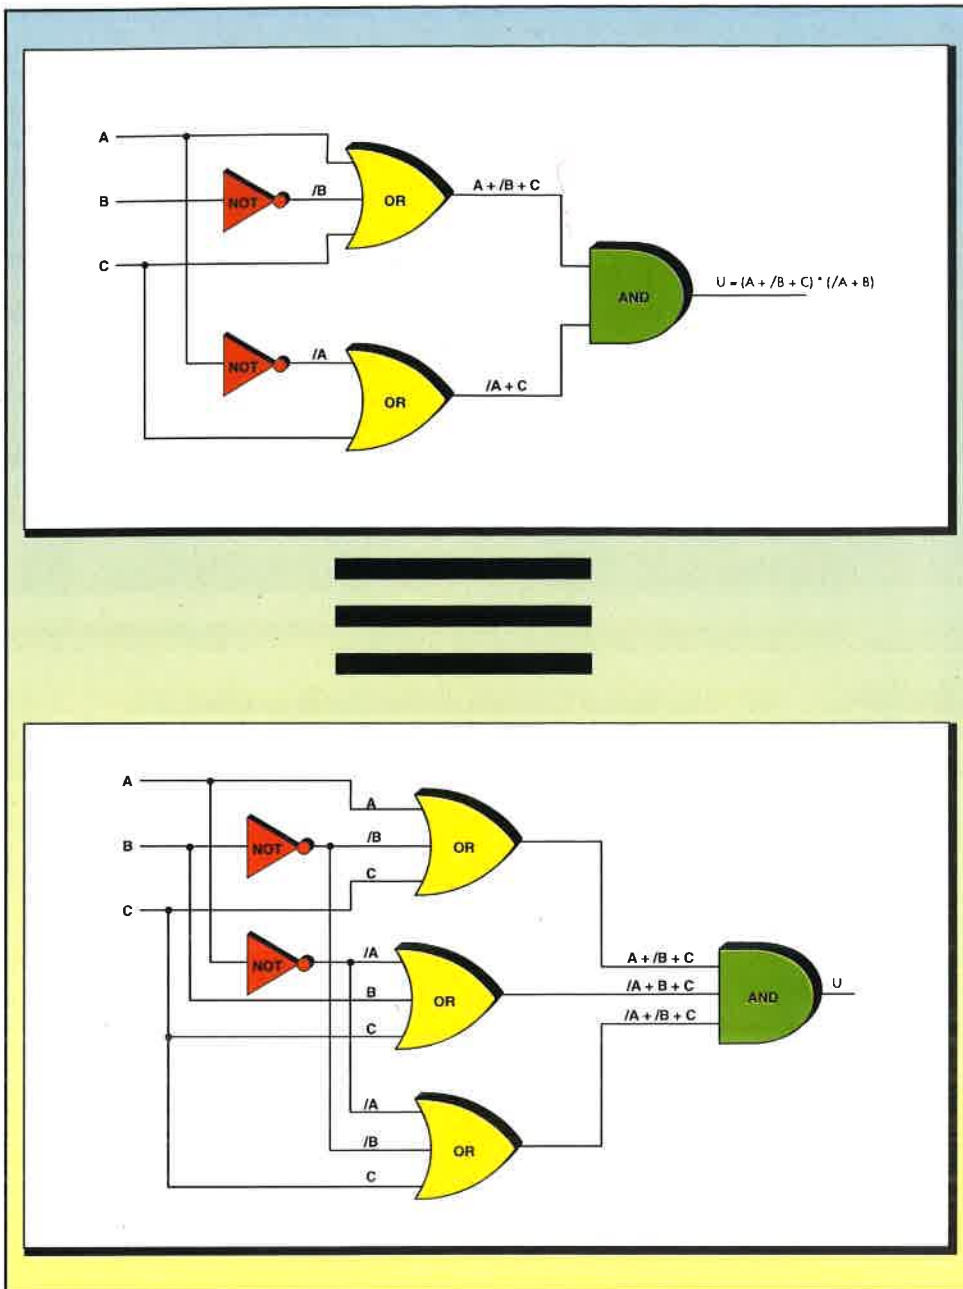 A
B
C
NOT
/B
OR
A + /B + C
NOT
/A
OR
/A + C
AND
U = (A + /B + C) * (/A + B)
A
B
C
NOT
NOT
A
/B
C
OR
/A
B
C
OR
/A
/B
C
OR
A + /B + C
/A + B + C
/A + /B + C
AND
U